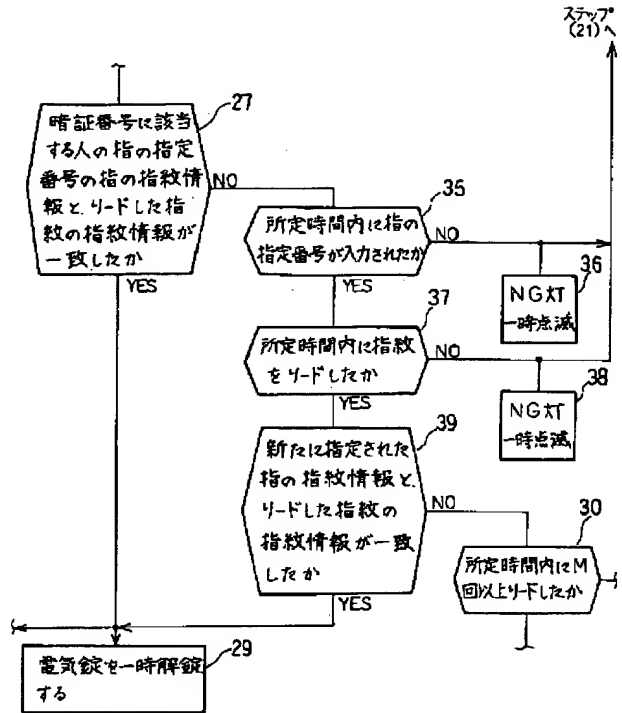 ステップ
(21)へ
27
暗証番号に該当
する人の指の指定
番号の指の指紋情
報と、リードした指
紋の指紋情報が
一致したか
NO
YES
35
所定時間内に指の
指定番号が入力されたか
NO
YES
36
NG灯
一時点滅
37
所定時間内に指紋
をリードしたか
NO
YES
38
NG灯
一時点滅
39
新たに指定された
指の指紋情報と、
リードした指紋の
指紋情報が一致
したか
NO
YES
30
所定時間内にM
回以上リードしたか
29
電気錠を一時解錠
する